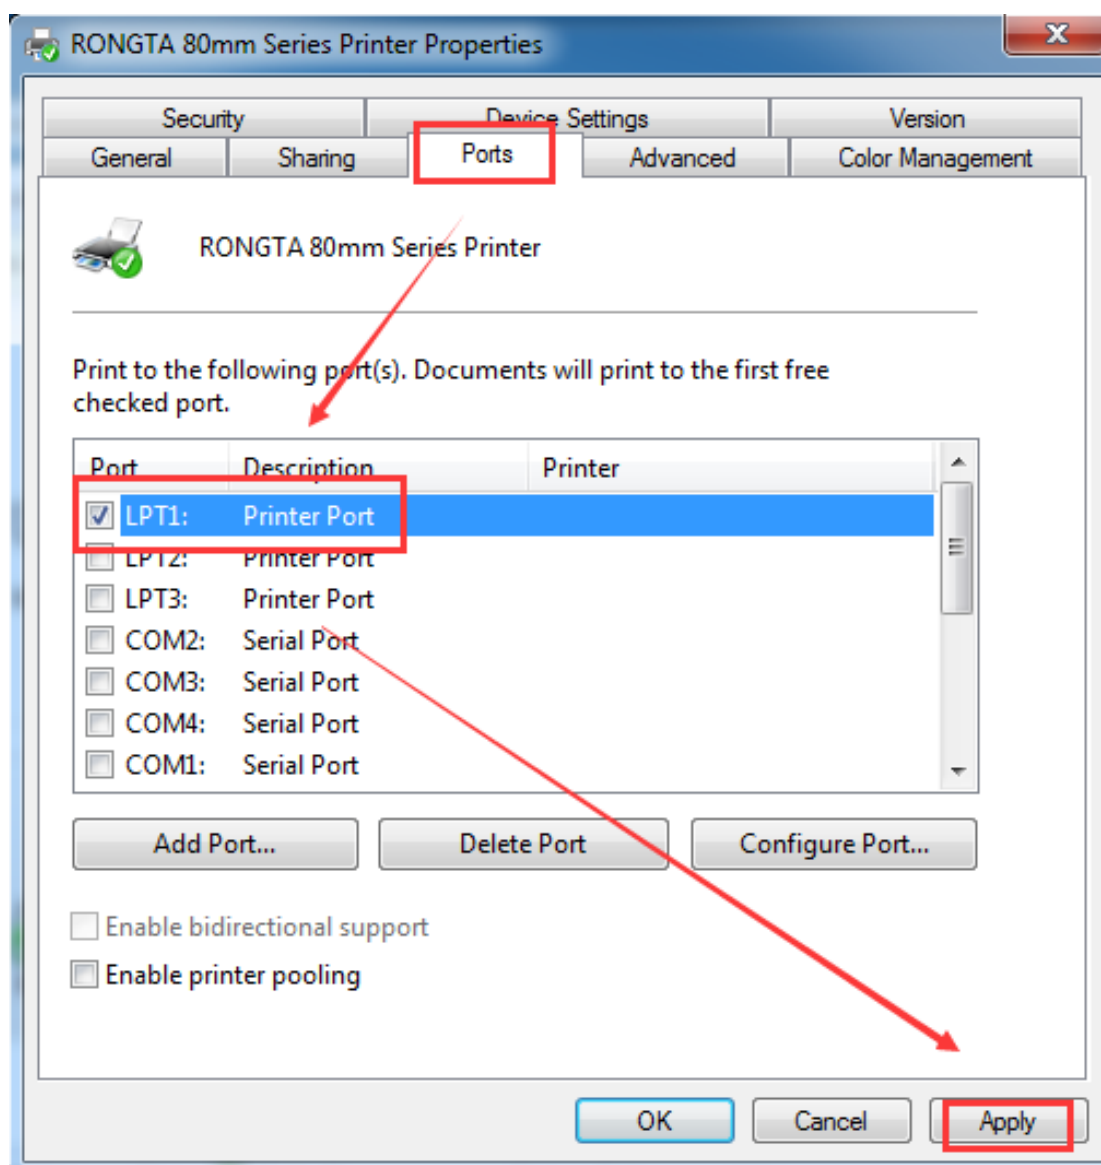 RONGTA 80mm Series Printer Properties
Security Device Settings Version
General Sharing Ports Advanced Color Management
RONGTA 80mm Series Printer
Print to the following port(s). Documents will print to the first free
checked port.
Port Description Printer
LPT1: Printer Port
LPT2: Printer Port
LPT3: Printer Port
COM2: Serial Port
COM3: Serial Port
COM4: Serial Port
COM1: Serial Port
Add Port... Delete Port Configure Port...
Enable bidirectional support
Enable printer pooling
OK Cancel Apply